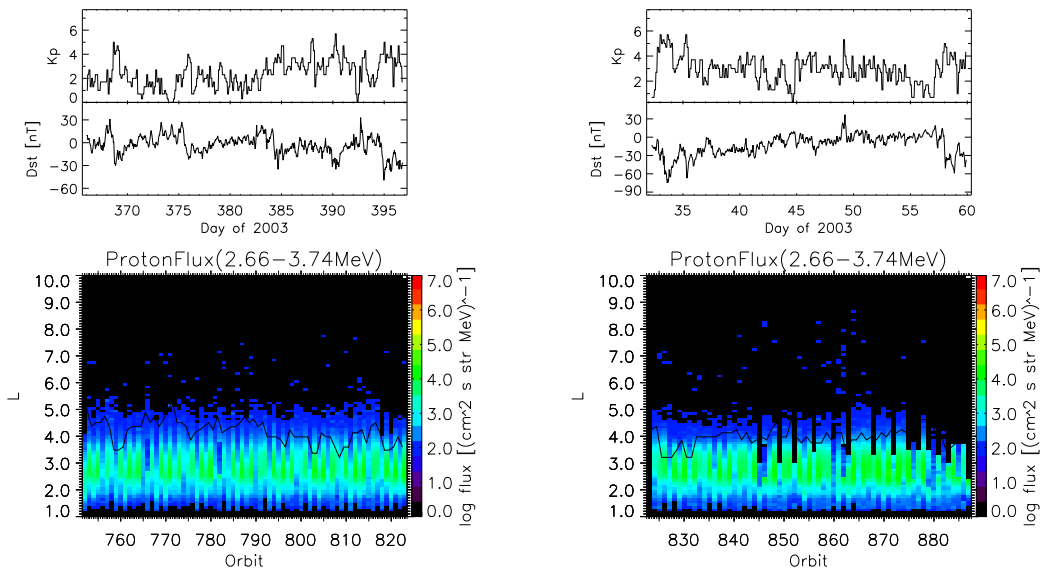 Kp
6
4
2
0
Dst [nT]
30
0
−30
−60
370 375 380 385 390 395
Day of 2003
ProtonFlux(2.66−3.74MeV)
L
10.0
9.0
8.0
7.0
6.0
5.0
4.0
3.0
2.0
1.0
760 770 780 790 800 810 820
Orbit
7.0
6.0
5.0
4.0
3.0
2.0
1.0
0.0
log flux [(cm^2 s str MeV)^−1]
Kp
6
4
2
0
Dst [nT]
30
0
−30
−60
−90
35 40 45 50 55 60
Day of 2003
ProtonFlux(2.66−3.74MeV)
L
10.0
9.0
8.0
7.0
6.0
5.0
4.0
3.0
2.0
1.0
830 840 850 860 870 880
Orbit
7.0
6.0
5.0
4.0
3.0
2.0
1.0
0.0
log flux [(cm^2 s str MeV)^−1]